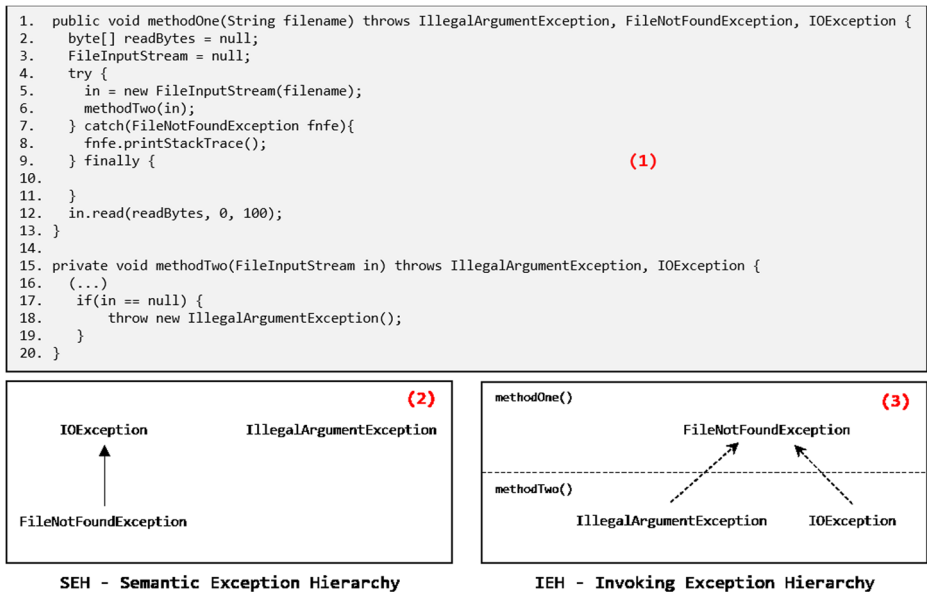 1. public void methodOne(String filename) throws IllegalArgumentException, FileNotFoundException, IOException {
2. byte[] readBytes = null;
3. FileInputStream = null;
4. try {
5. in = new FileInputStream(filename);
6. methodTwo(in);
7. } catch(FileNotFoundException fnfe){
8. fnfe.printStackTrace();
9. } finally {
(1)
10.
11. }
12. in.read(readBytes, 0, 100);
13. }
14.
15. private void methodTwo(FileInputStream in) throws IllegalArgumentException, IOException {
16. (...)
17. if(in == null) {
18. throw new IllegalArgumentException();
19. }
20. }
(2)
IOException IllegalArgumentException
FileNotFoundException
SEH - Semantic Exception Hierarchy
methodOne()
(3)
FileNotFoundException
methodTwo()
IllegalArgumentException IOException
IEH - Invoking Exception Hierarchy